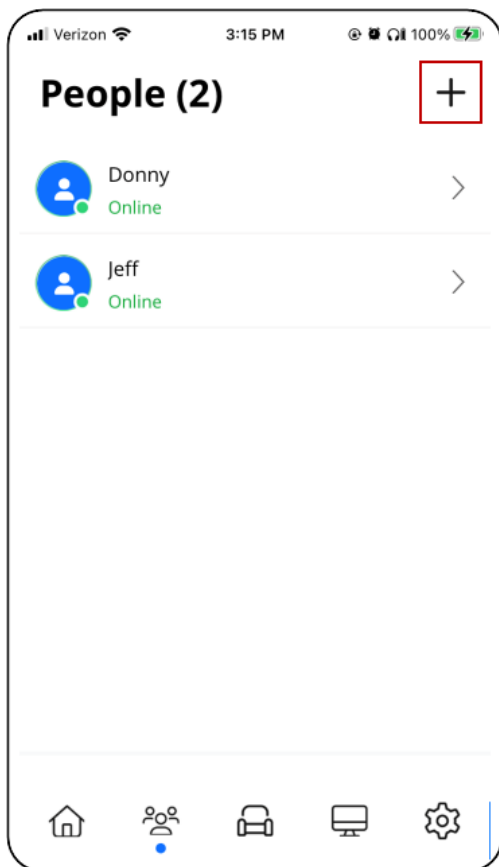 Verizon 3:15 PM 100%
People (2)
Donny
Online
Jeff
Online